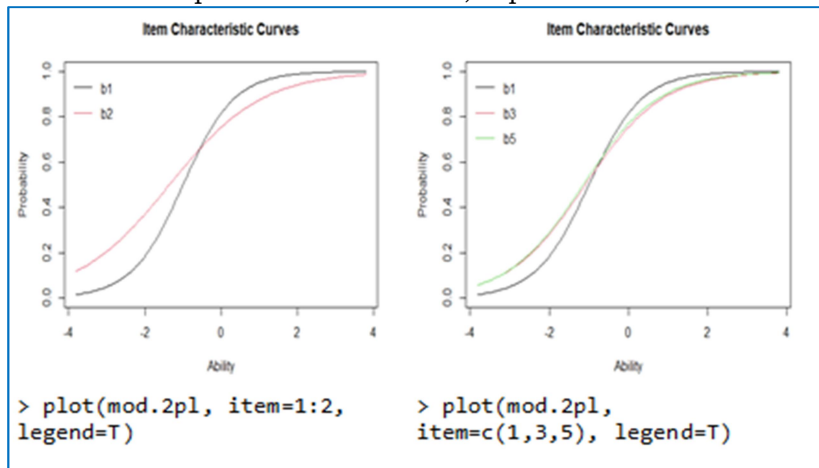 Item Characteristic Curves
b1
b2
Probability
0.0 0.2 0.4 0.6 0.8 1.0
-4 -2 0 2 4
Ability
> plot(mod.2pl, item=1:2,
legend=T)
Item Characteristic Curves
b1
b3
b5
Probability
0.0 0.2 0.4 0.6 0.8 1.0
-4 -2 0 2 4
Ability
> plot(mod.2pl,
item=c(1,3,5), legend=T)